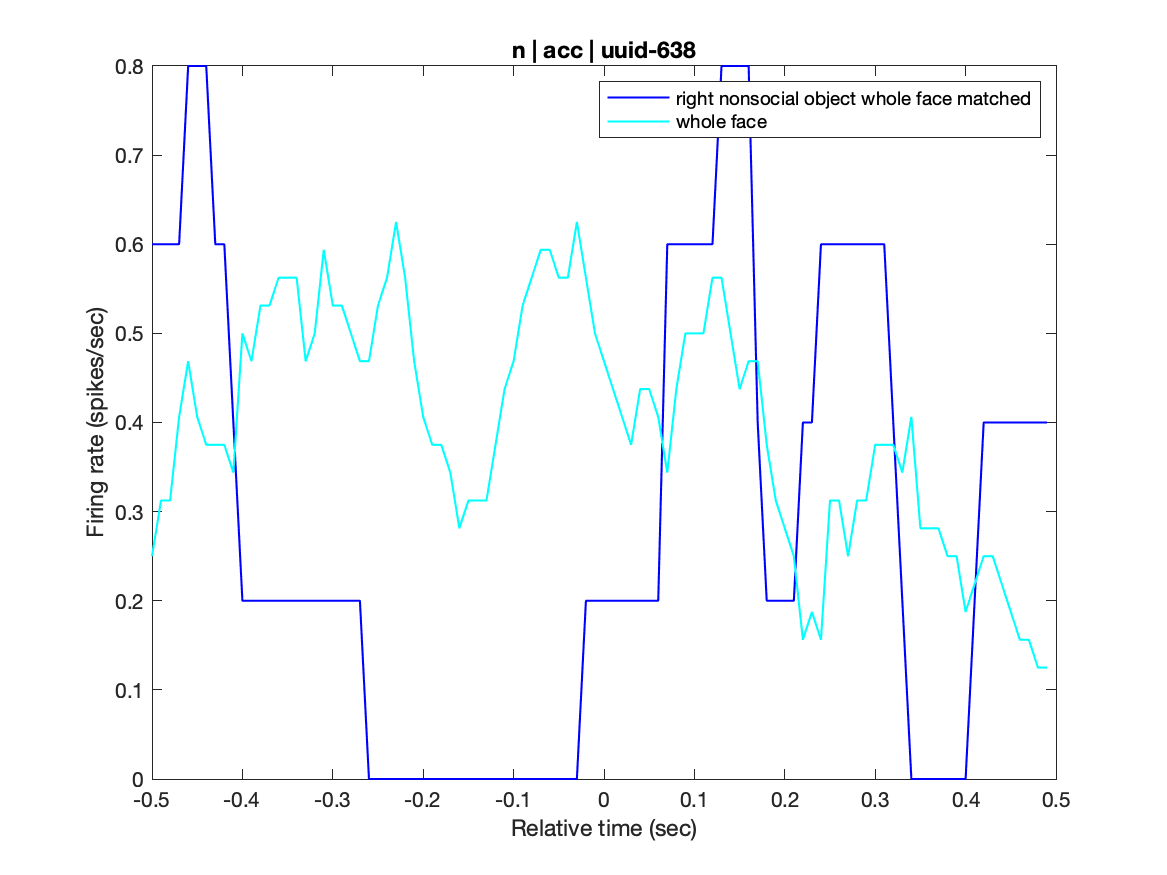 n | acc | uuid-638
right nonsocial object whole face matched
whole face
Firing rate (spikes/sec)
0.8
0.7
0.6
0.5
0.4
0.3
0.2
0.1
0
-0.5 -0.4 -0.3 -0.2 -0.1 0 0.1 0.2 0.3 0.4 0.5
Relative time (sec)